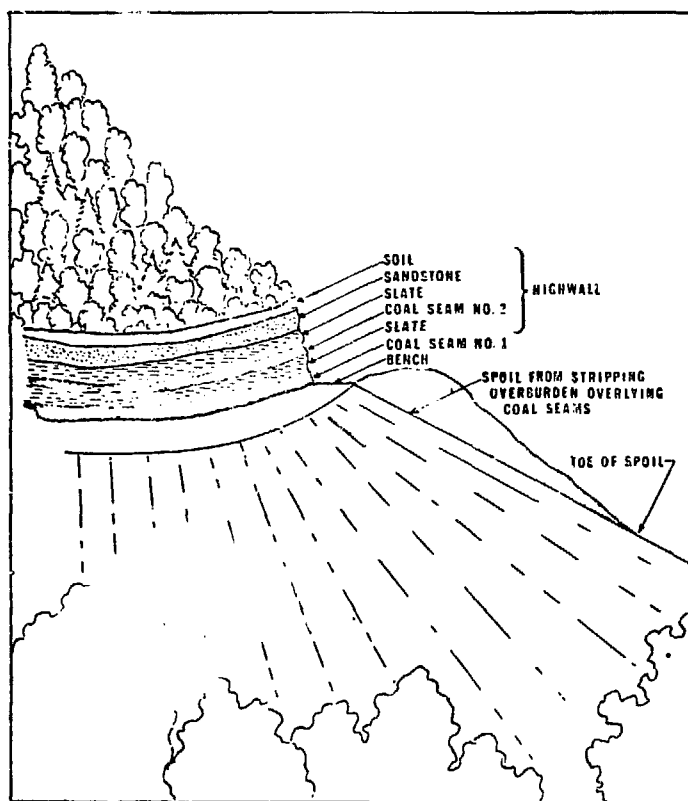 SOIL
SANDSTONE
SLATE
COAL SEAM NO. 2
SLATE
COAL SEAM NO. 1
BENCH
HIGHWALL
SPOIL FROM STRIPPING
OVERBURDEN OVERLYING
COAL SEAMS
TOE OF SPOIL